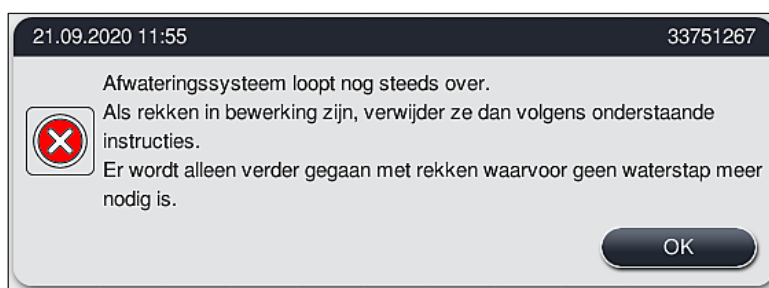 21.09.2020 11:55 33751267
Afwateringssysteem loopt nog steeds over.
Als rekken in bewerking zijn, verwijder ze dan volgens onderstaande
instructies.
Er wordt alleen verder gegaan met rekken waarvoor geen waterstap meer
nodig is.
OK